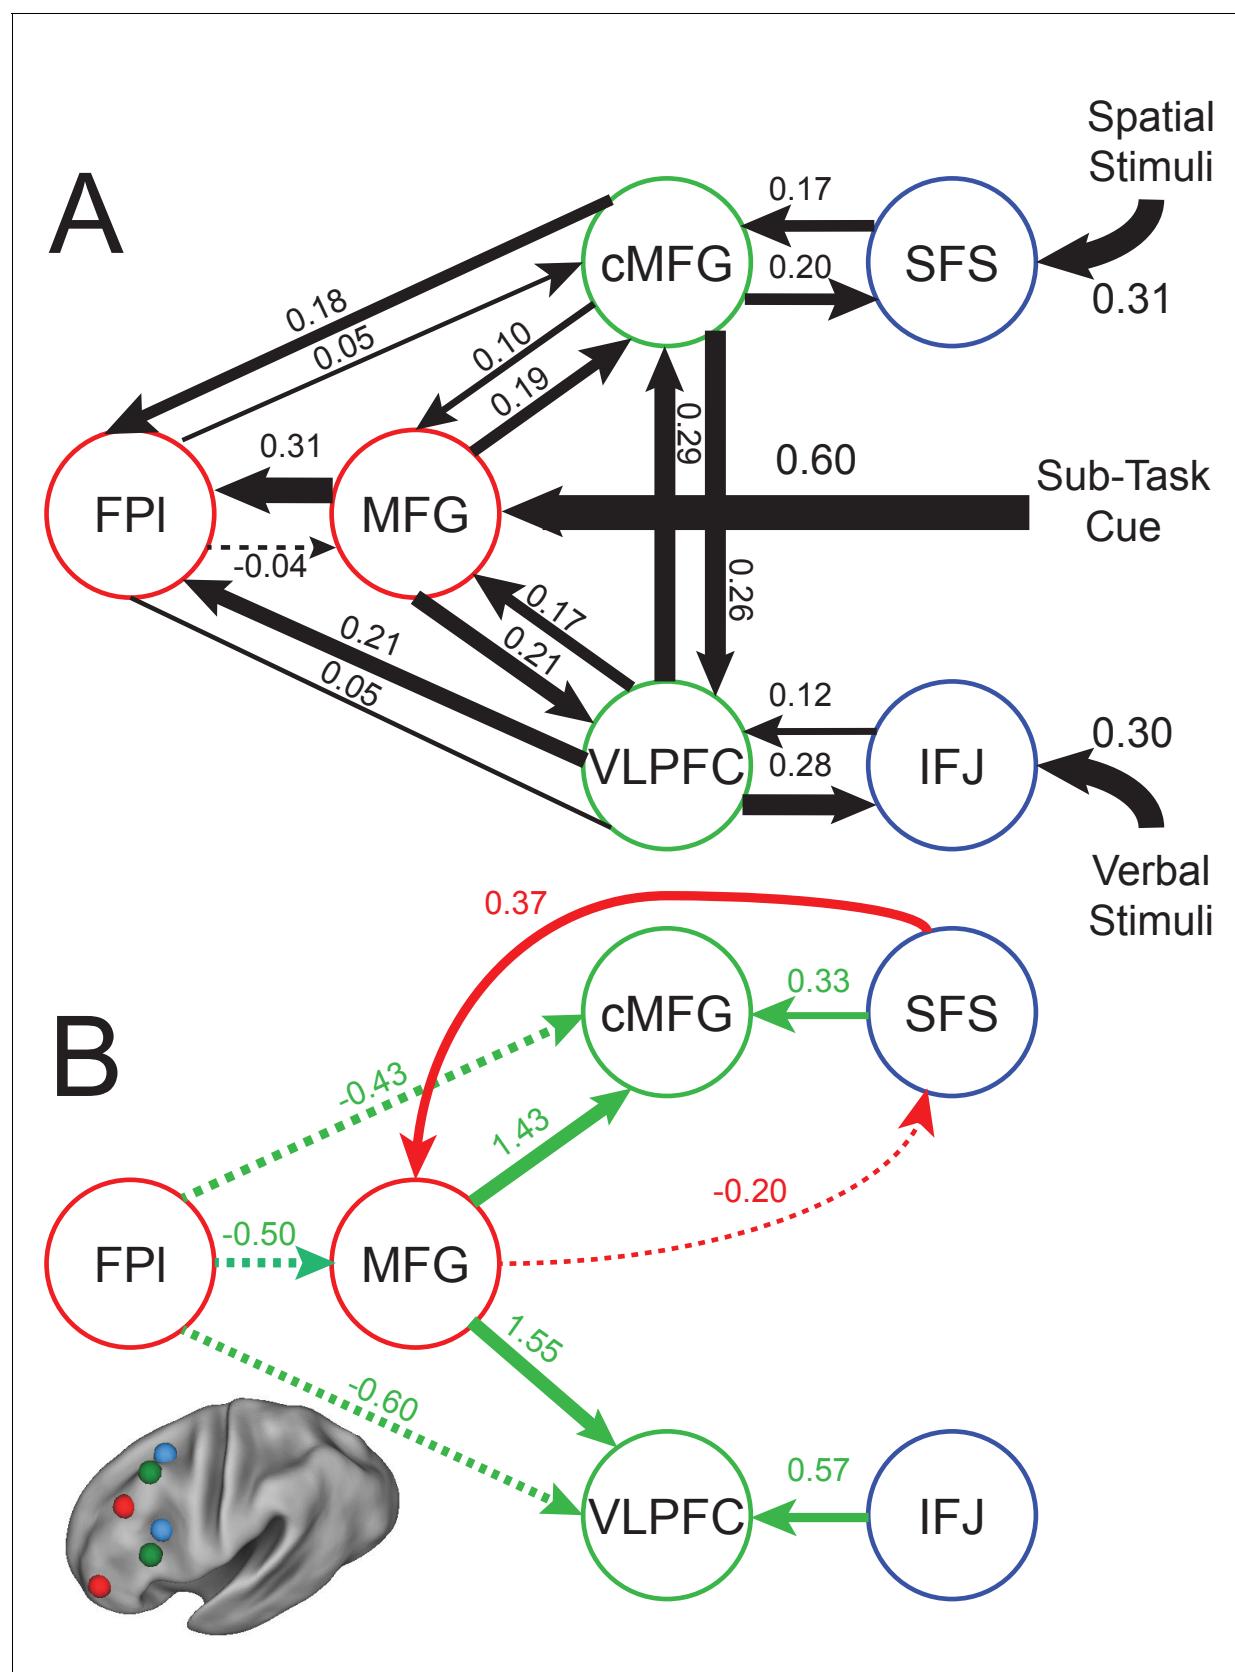 Spatial
Stimuli
A
0.17
cMFG
SFS
0.20
0.31
0.18
0.05
0.10
0.19
0.29
0.31
0.60
Sub-Task
Cue
FPl
MFG
-0.04
0.26
0.17
0.21
0.21
0.05
0.12
0.30
VLPFC
IFJ
0.28
Verbal
Stimuli
0.37
B
0.33
cMFG
SFS
-0.43
1.43
-0.20
-0.50
FPl
MFG
1.55
-0.60
0.57
VLPFC
IFJ